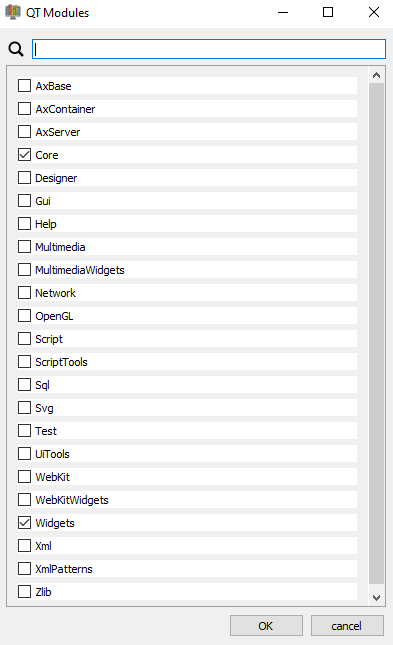 QT Modules
AxBase
AxContainer
AxServer
Core
Designer
Gui
Help
Multimedia
MultimediaWidgets
Network
OpenGL
Script
ScriptTools
Sql
Svg
Test
UiTools
WebKit
WebKitWidgets
Widgets
Xml
XmlPatterns
Zlib
OK cancel